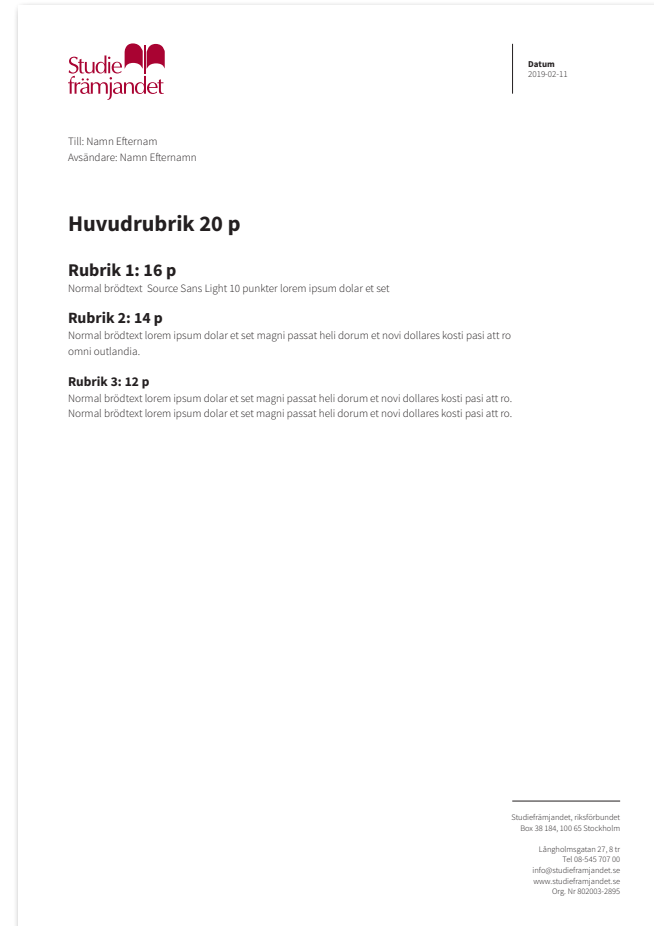 Studie
främjandet
Datum
2019-02-11
Till: Namn Efternam
Avsändare: Namn Efternamn
Huvudrubrik 20 p
Rubrik 1: 16 p
Normal brödtext  Source Sans Light 10 punkter lorem ipsum dolar et set
Rubrik 2: 14 p
Normal brödtext lorem ipsum dolar et set magni passat heli dorum et novi dollares kosti pasi att ro
omni outlandia.
Rubrik 3: 12 p
Normal brödtext lorem ipsum dolar et set magni passat heli dorum et novi dollares kosti pasi att ro.
Normal brödtext lorem ipsum dolar et set magni passat heli dorum et novi dollares kosti pasi att ro.
Studiefrämjandet, riksförbundet
Box 38 184, 100 65 Stockholm
Långholmsgatan 27, 8 tr
Tel 08-545 707 00
info@studieframjandet.se
www.studieframjandet.se
Org. Nr 802003-2895